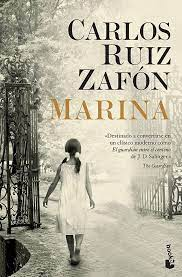 CARLOS
RUIZ
ZAFÓN
MARINA
«Destinado a convertirse en
un clásico moderno como
El guardián entre el centeno
de J. D. Salinger.»
The Guardian
Booket